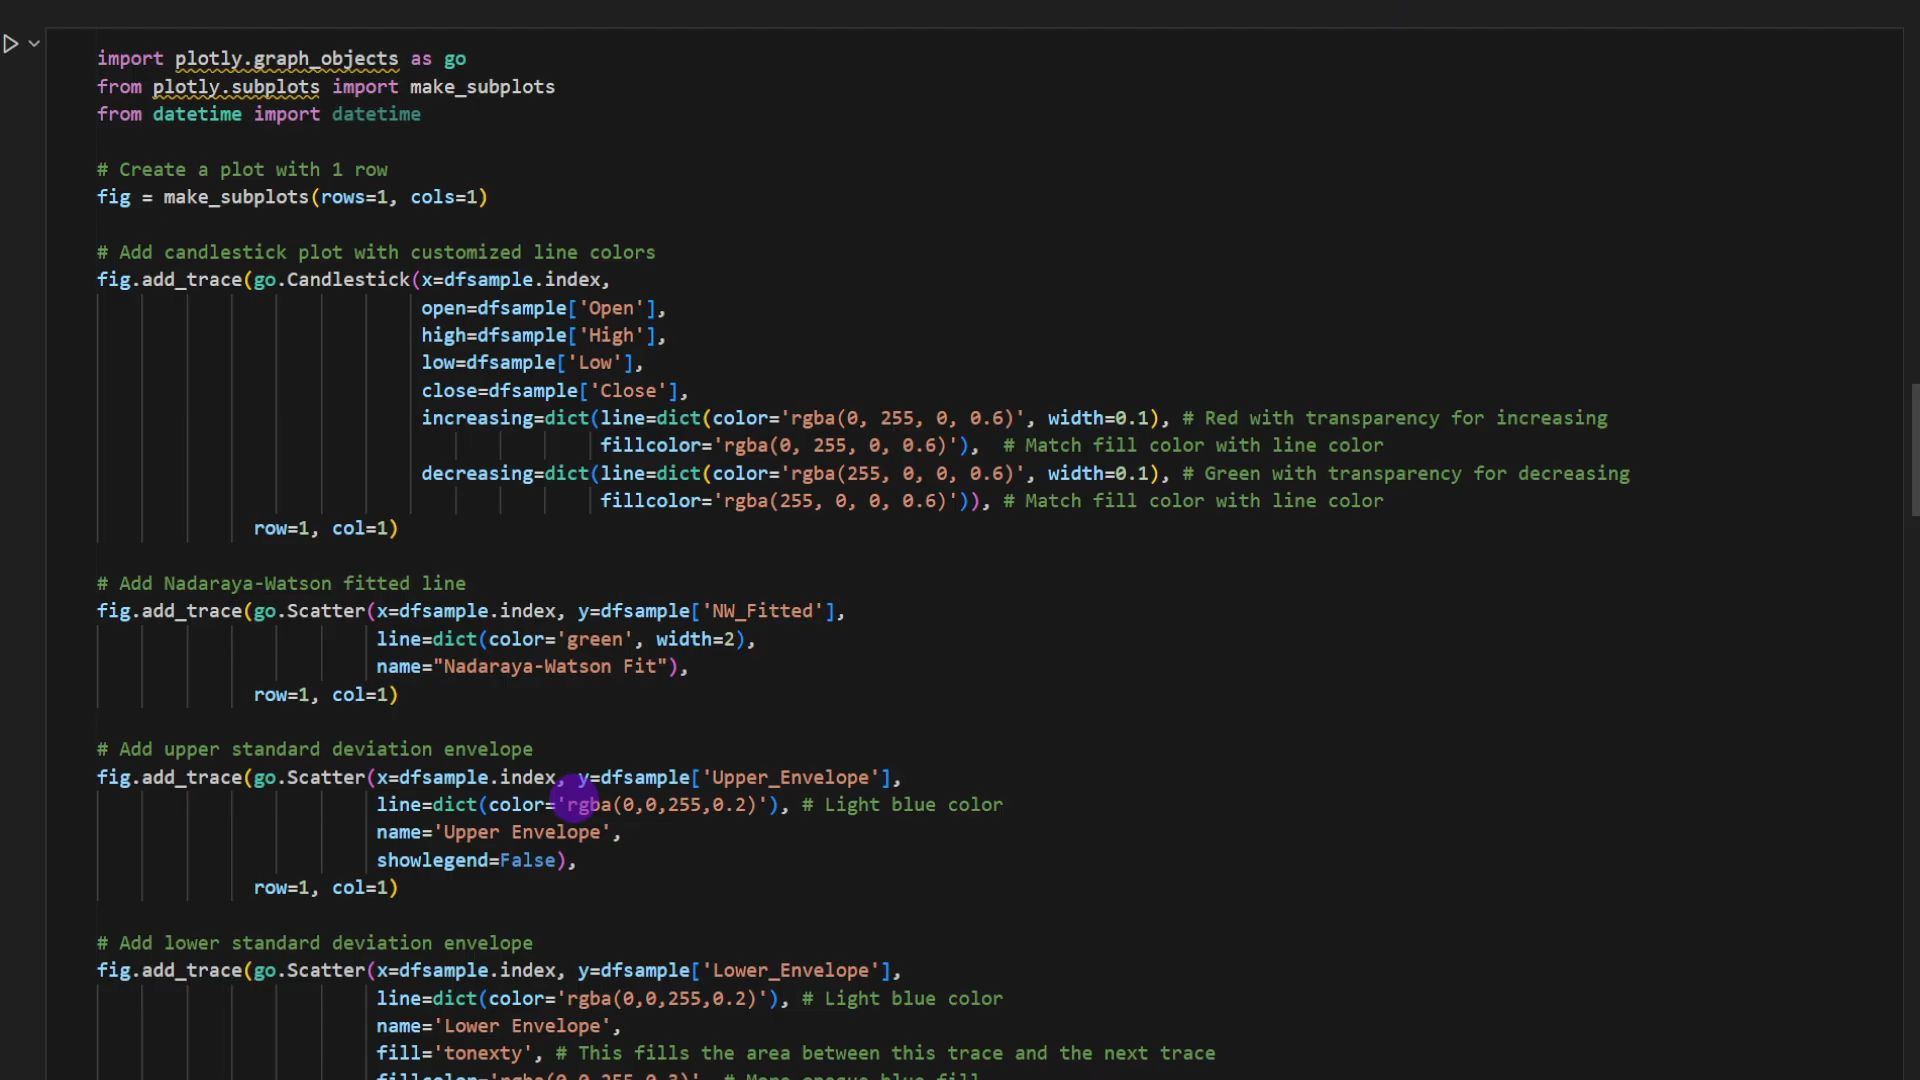 import plotly.graph_objects as go
from plotly.subplots import make_subplots
from datetime import datetime
# Create a plot with 1 row
fig = make_subplots(rows=1, cols=1)
# Add candlestick plot with customized line colors
fig.add_trace(go.Candlestick(x=dfsample.index,
open=dfsample['Open'],
high=dfsample['High'],
low=dfsample['Low'],
close=dfsample['Close'],
increasing=dict(line=dict(color='rgba(0, 255, 0, 0.6)', width=0.1), # Red with transparency for increasing
fillcolor='rgba(0, 255, 0, 0.6)'),  # Match fill color with line color
decreasing=dict(line=dict(color='rgba(255, 0, 0, 0.6)', width=0.1), # Green with transparency for decreasing
fillcolor='rgba(255, 0, 0, 0.6)')), # Match fill color with line color
row=1, col=1)
# Add Nadaraya-Watson fitted line
fig.add_trace(go.Scatter(x=dfsample.index, y=dfsample['NW_Fitted'],
line=dict(color='green', width=2),
name="Nadaraya-Watson Fit"),
row=1, col=1)
# Add upper standard deviation envelope
fig.add_trace(go.Scatter(x=dfsample.index, y=dfsample['Upper_Envelope'],
line=dict(color='rgba(0,0,255,0.2)'), # Light blue color
name='Upper Envelope',
showlegend=False),
row=1, col=1)
# Add lower standard deviation envelope
fig.add_trace(go.Scatter(x=dfsample.index, y=dfsample['Lower_Envelope'],
line=dict(color='rgba(0,0,255,0.2)'), # Light blue color
name='Lower Envelope',
fill='tonexty', # This fills the area between this trace and the next trace
fillcolor='rgba(0,0,255,0.3)', # More opaque blue fill